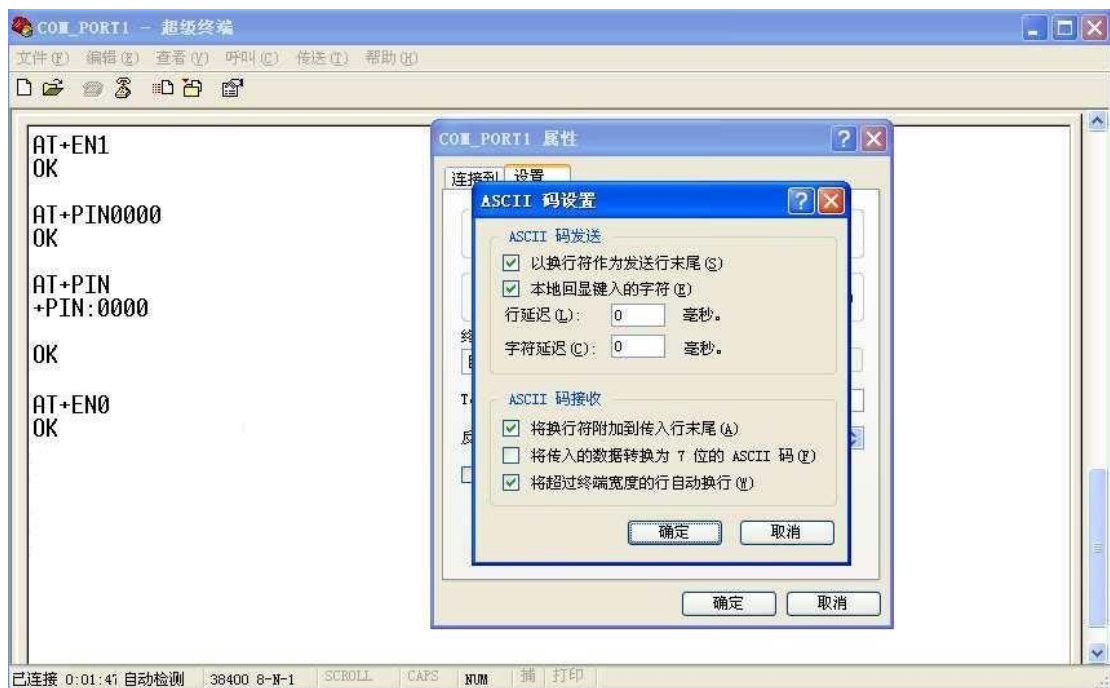 COM_PORT1 - 超级终端
文件(F) 编辑(E) 查看(V) 呼叫(C) 传送(T) 帮助(H)
AT+EN1
OK
AT+PIN0000
OK
AT+PIN
+PIN:0000
OK
AT+EN0
OK
COM_PORT1 属性
连接到 设置
ASCII 码设置
ASCII 码发送
以换行符作为发送行末尾(S)
本地回显键入的字符(E)
行延迟(L): 0 毫秒。
字符延迟(C): 0 毫秒。
ASCII 码接收
将换行符附加到传入行末尾(A)
将传入的数据转换为 7 位的 ASCII 码(F)
将超过终端宽度的行自动换行(W)
确定 取消
确定 取消
已连接 0:01:47 自动检测 38400 8-N-1 SCROLL CAPS NUM 捕 打印